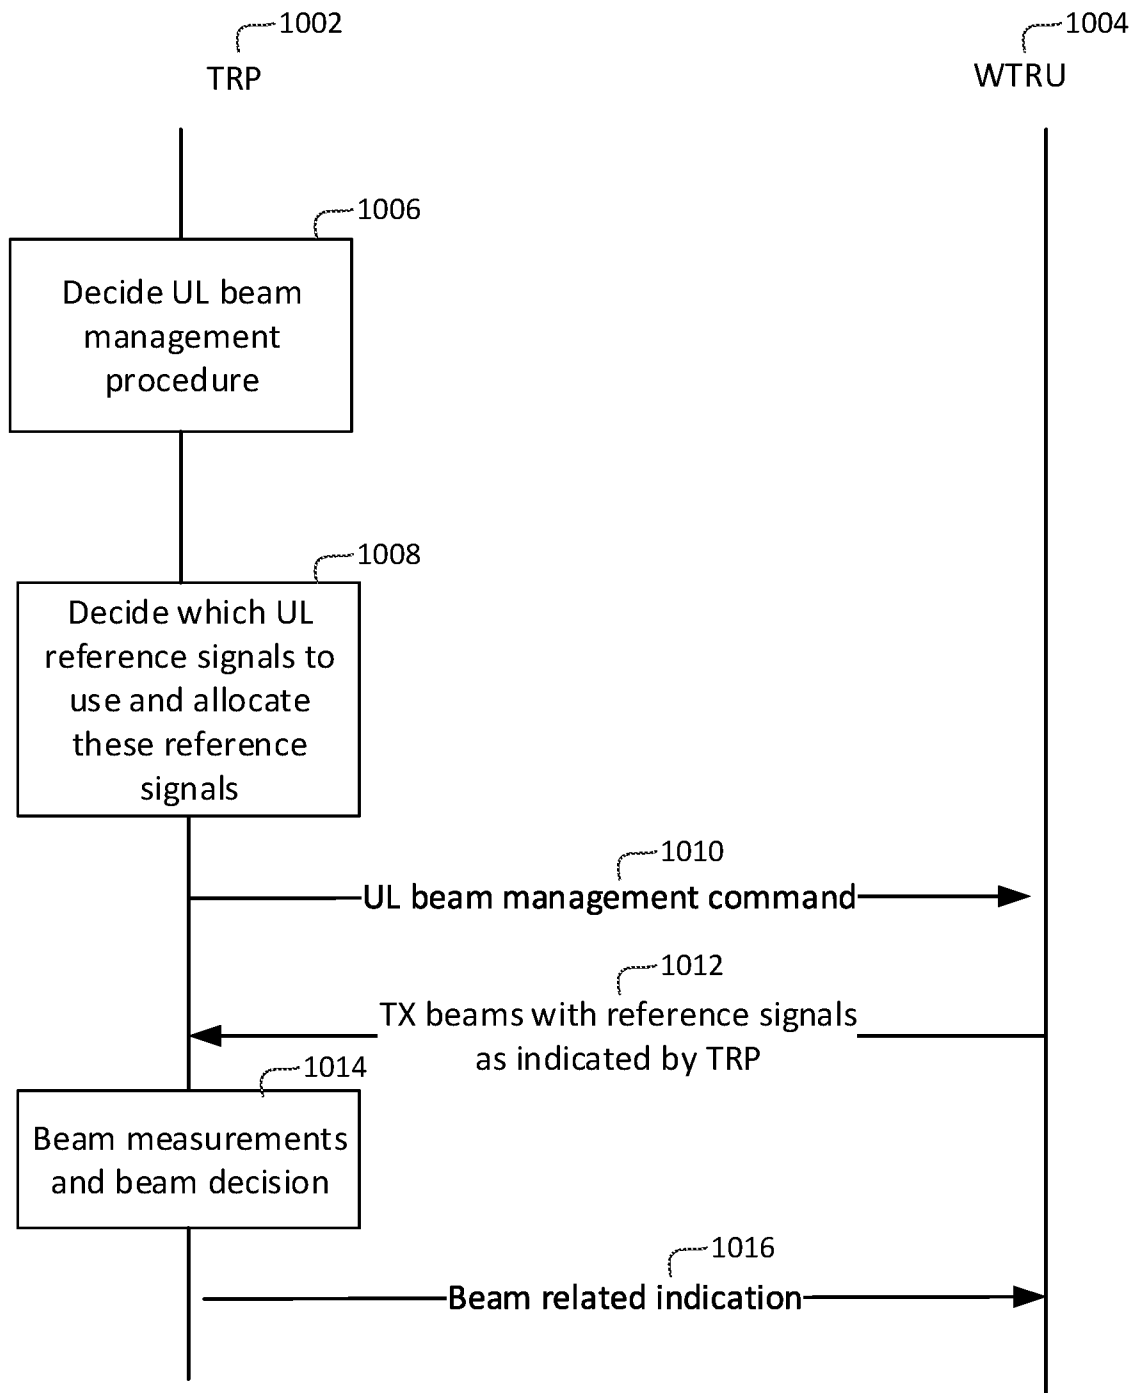 1002
1004
TRP
WTRU
1006
Decide UL beam
management
procedure
1008
Decide which UL
reference signals to
use and allocate
these reference
signals
1010
UL beam management command
1012
TX beams with reference signals
as indicated by TRP
1014
Beam measurements
and beam decision
1016
Beam related indication